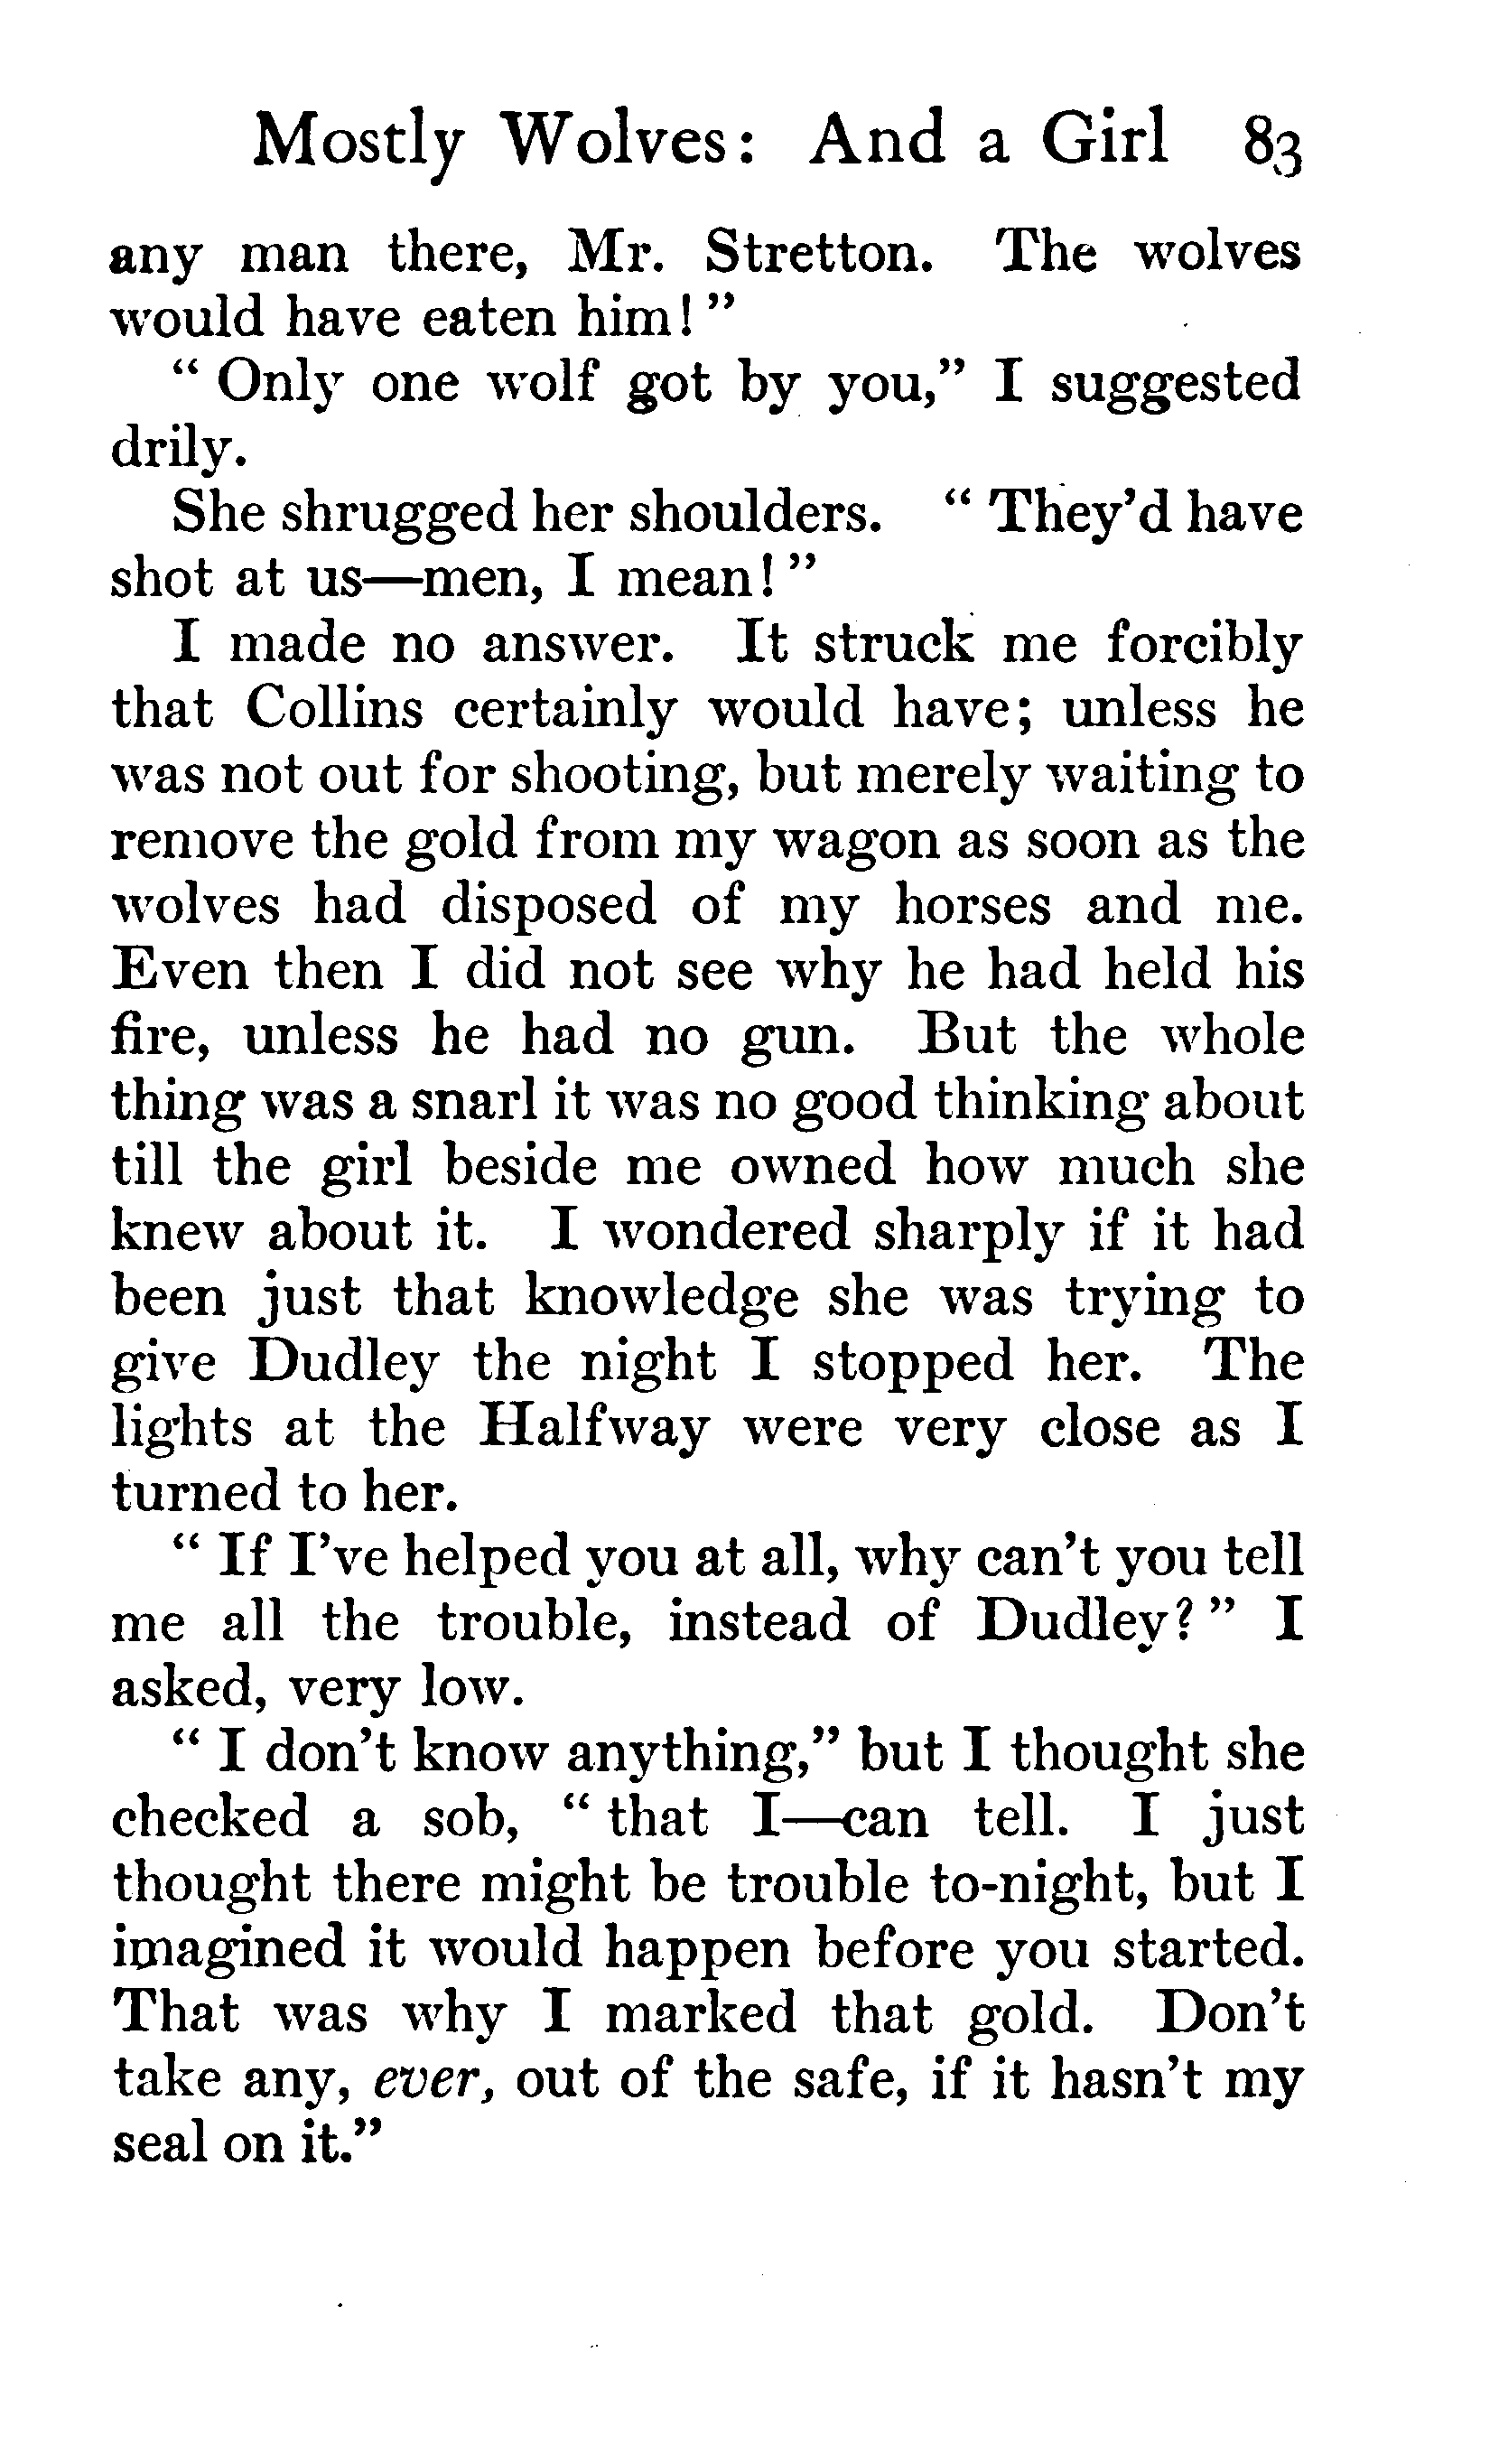 Mostly Wolves: And a Girl 83
any man there, Mr. Stretton. The wolves
would have eaten him!”
“ Only one wolf got by you,” I suggested
drily.
She shrugged her shoulders. “ They’d have
shot at us—men, I mean!”
I made no answer. It struck me forcibly
that Collins certainly would have; unless he
was not out for shooting, but merely waiting to
remove the gold from my wagon as soon as the
wolves had disposed of my horses and me.
Even then I did not see why he had held his
fire, unless he had no gun. But the whole
thing was a snarl it was no good thinking about
till the girl beside me owned how much she
knew about it. I wondered sharply if it had
been just that knowledge she was trying to
give Dudley the night I stopped her. The
lights at the Halfway were very close as I
turned to her.
“ If I’ve helped you at all, why can’t you tell
me all the trouble, instead of Dudley?” I
asked, very low.
“ I don’t know anything,” but I thought she
checked a sob, “ that I—can tell. I just
thought there might be trouble to-night, but I
imagined it would happen before you started.
That was why I marked that gold. Don’t
take any, ever, out of the safe, if it hasn’t my
seal on it.”